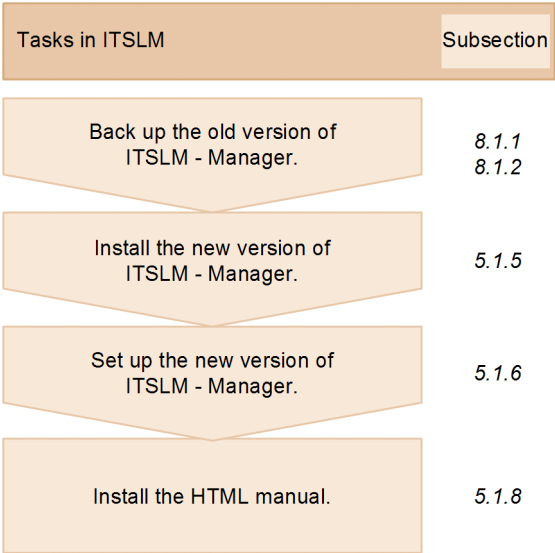 Tasks in ITSLM
Subsection
Back up the old version of
ITSLM - Manager.
8.1.1
8.1.2
Install the new version of
ITSLM - Manager.
5.1.5
Set up the new version of
ITSLM - Manager.
5.1.6
Install the HTML manual.
5.1.8